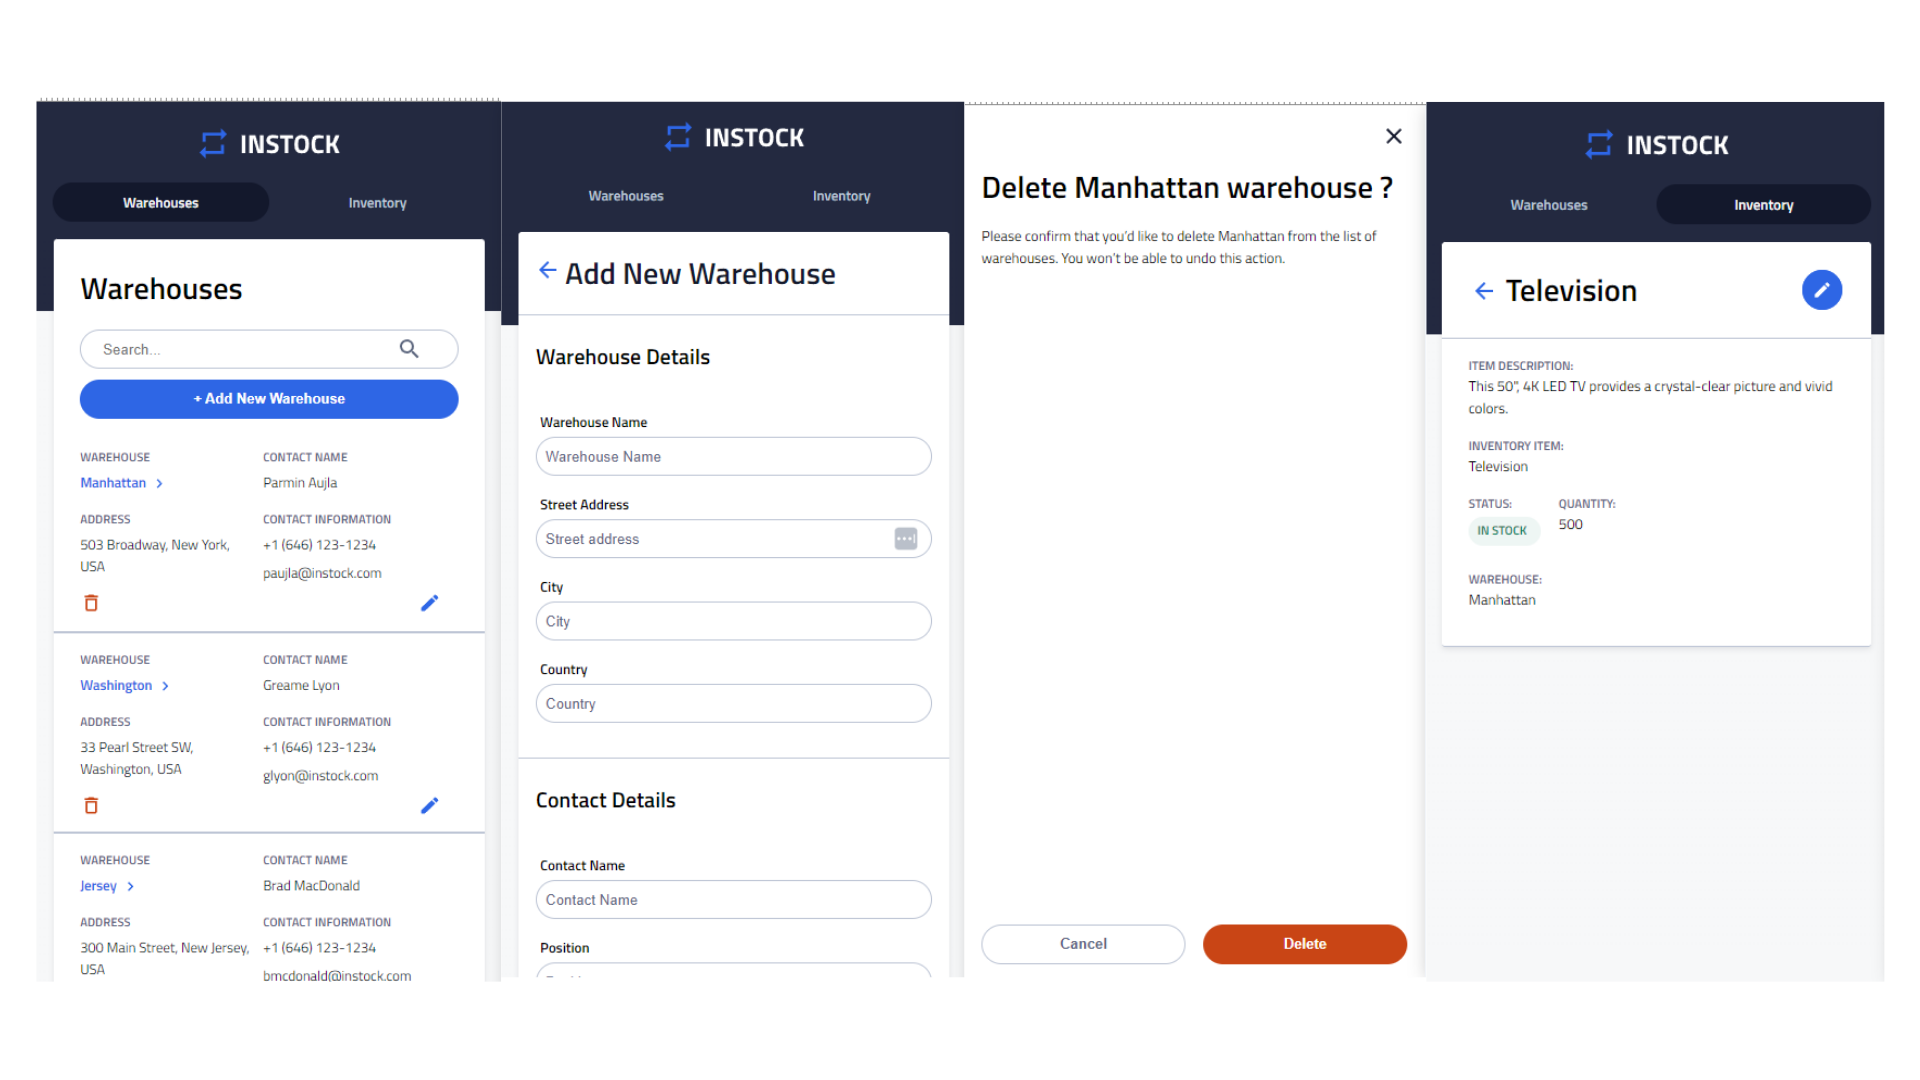 INSTOCK
Warehouses
Inventory
Warehouses
Search...
+ Add New Warehouse
WAREHOUSE
CONTACT NAME
Manhattan
Parmin Aujla
ADDRESS
CONTACT INFORMATION
503 Broadway, New York,
USA
+1 (646) 123-1234
paujla@instock.com
WAREHOUSE
CONTACT NAME
Washington
Greame Lyon
ADDRESS
CONTACT INFORMATION
33 Pearl Street SW,
Washington, USA
+1 (646) 123-1234
glyon@instock.com
WAREHOUSE
CONTACT NAME
Jersey
Brad MacDonald
ADDRESS
CONTACT INFORMATION
300 Main Street, New Jersey,
USA
+1 (646) 123-1234
bmcdonald@instock.com
INSTOCK
Warehouses
Inventory
Add New Warehouse
Warehouse Details
Warehouse Name
Warehouse Name
Street Address
Street address
City
City
Country
Country
Contact Details
Contact Name
Contact Name
Position
Delete Manhattan warehouse ?
Please confirm that you'd like to delete Manhattan from the list of
warehouses. You won't be able to undo this action.
Cancel
Delete
INSTOCK
Warehouses
Inventory
Television
ITEM DESCRIPTION:
This 50", 4K LED TV provides a crystal-clear picture and vivid
colors.
INVENTORY ITEM:
Television
STATUS:
QUANTITY:
IN STOCK
500
WAREHOUSE:
Manhattan